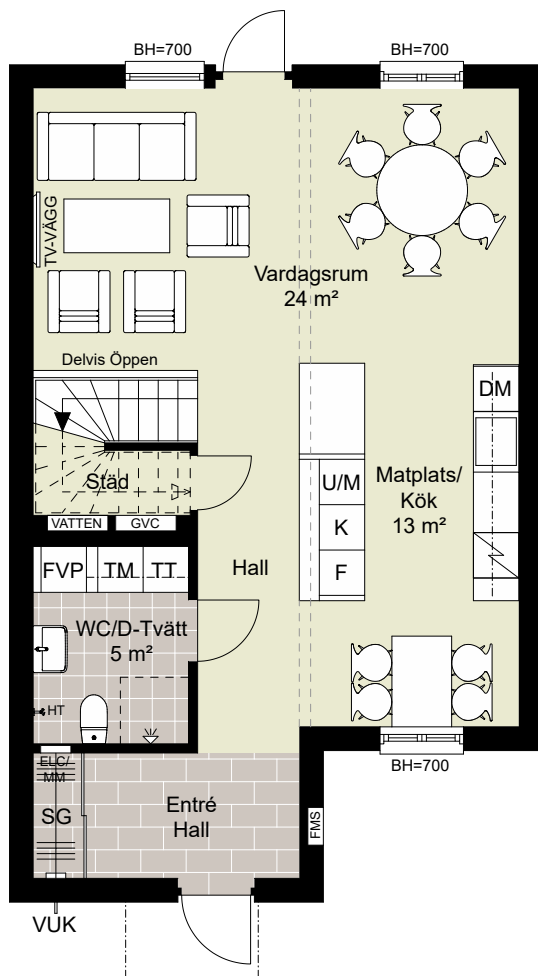 BH=700
BH=700
TV-VÄGG
Vardagsrum
24 m²
Delvis Öppen
DM
Städ
U/M
Matplats/
Kök
13 m²
K
VATTEN
GVC
F
FVP
TM
TT
Hall
WC/D-Tvätt
5 m²
HT
BH=700
ELC/
MM
SG
Entré
Hall
FMS
VUK